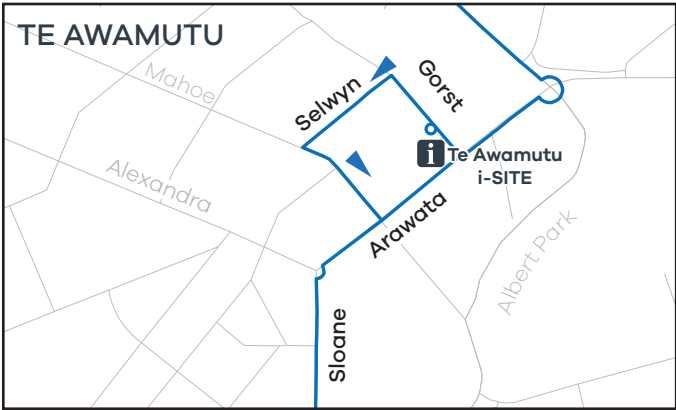 TE AWAMUTU
Mahoe
Selwyn
Gorst
i
Te Awamutu
i-SITE
Alexandra
Arawata
Albert Park
Sloane